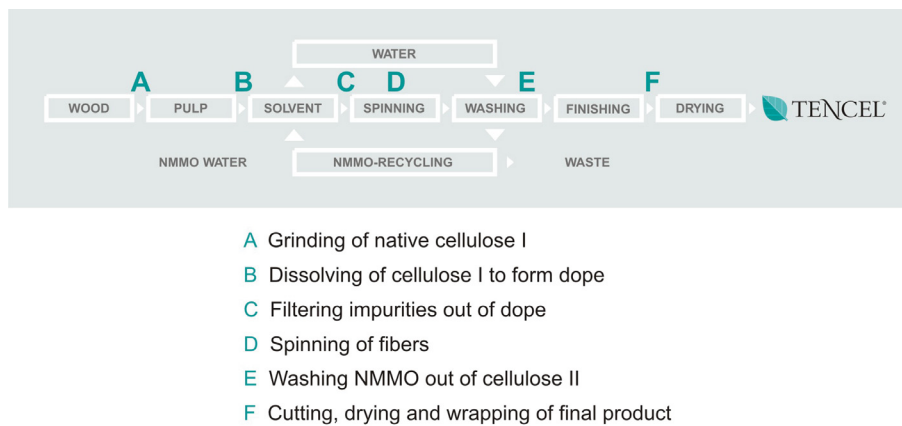 WATER
A B C D E F
WOOD PULP SOLVENT SPINNING WASHING FINISHING DRYING TENCEL®
NMMO WATER NMMO-RECYCLING WASTE
A Grinding of native cellulose I
B Dissolving of cellulose I to form dope
C Filtering impurities out of dope
D Spinning of fibers
E Washing NMMO out of cellulose II
F Cutting, drying and wrapping of final product